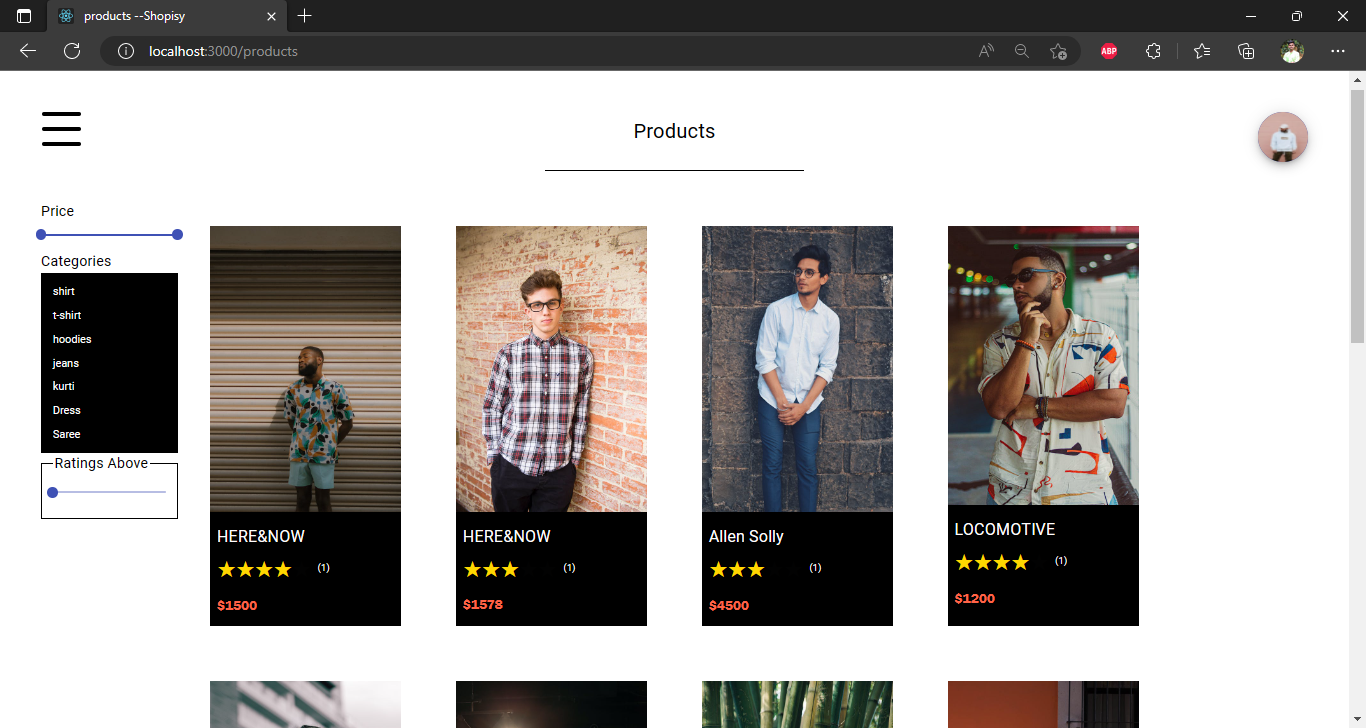 products --Shopisy
localhost:3000/products
ABP
Products
Price
Categories
shirt
t-shirt
hoodies
jeans
kurti
Dress
Saree
Ratings Above
HERE&NOW
(1)
$1500
HERE&NOW
(1)
$1578
Allen Solly
(1)
$4500
LOCOMOTIVE
(1)
$1200